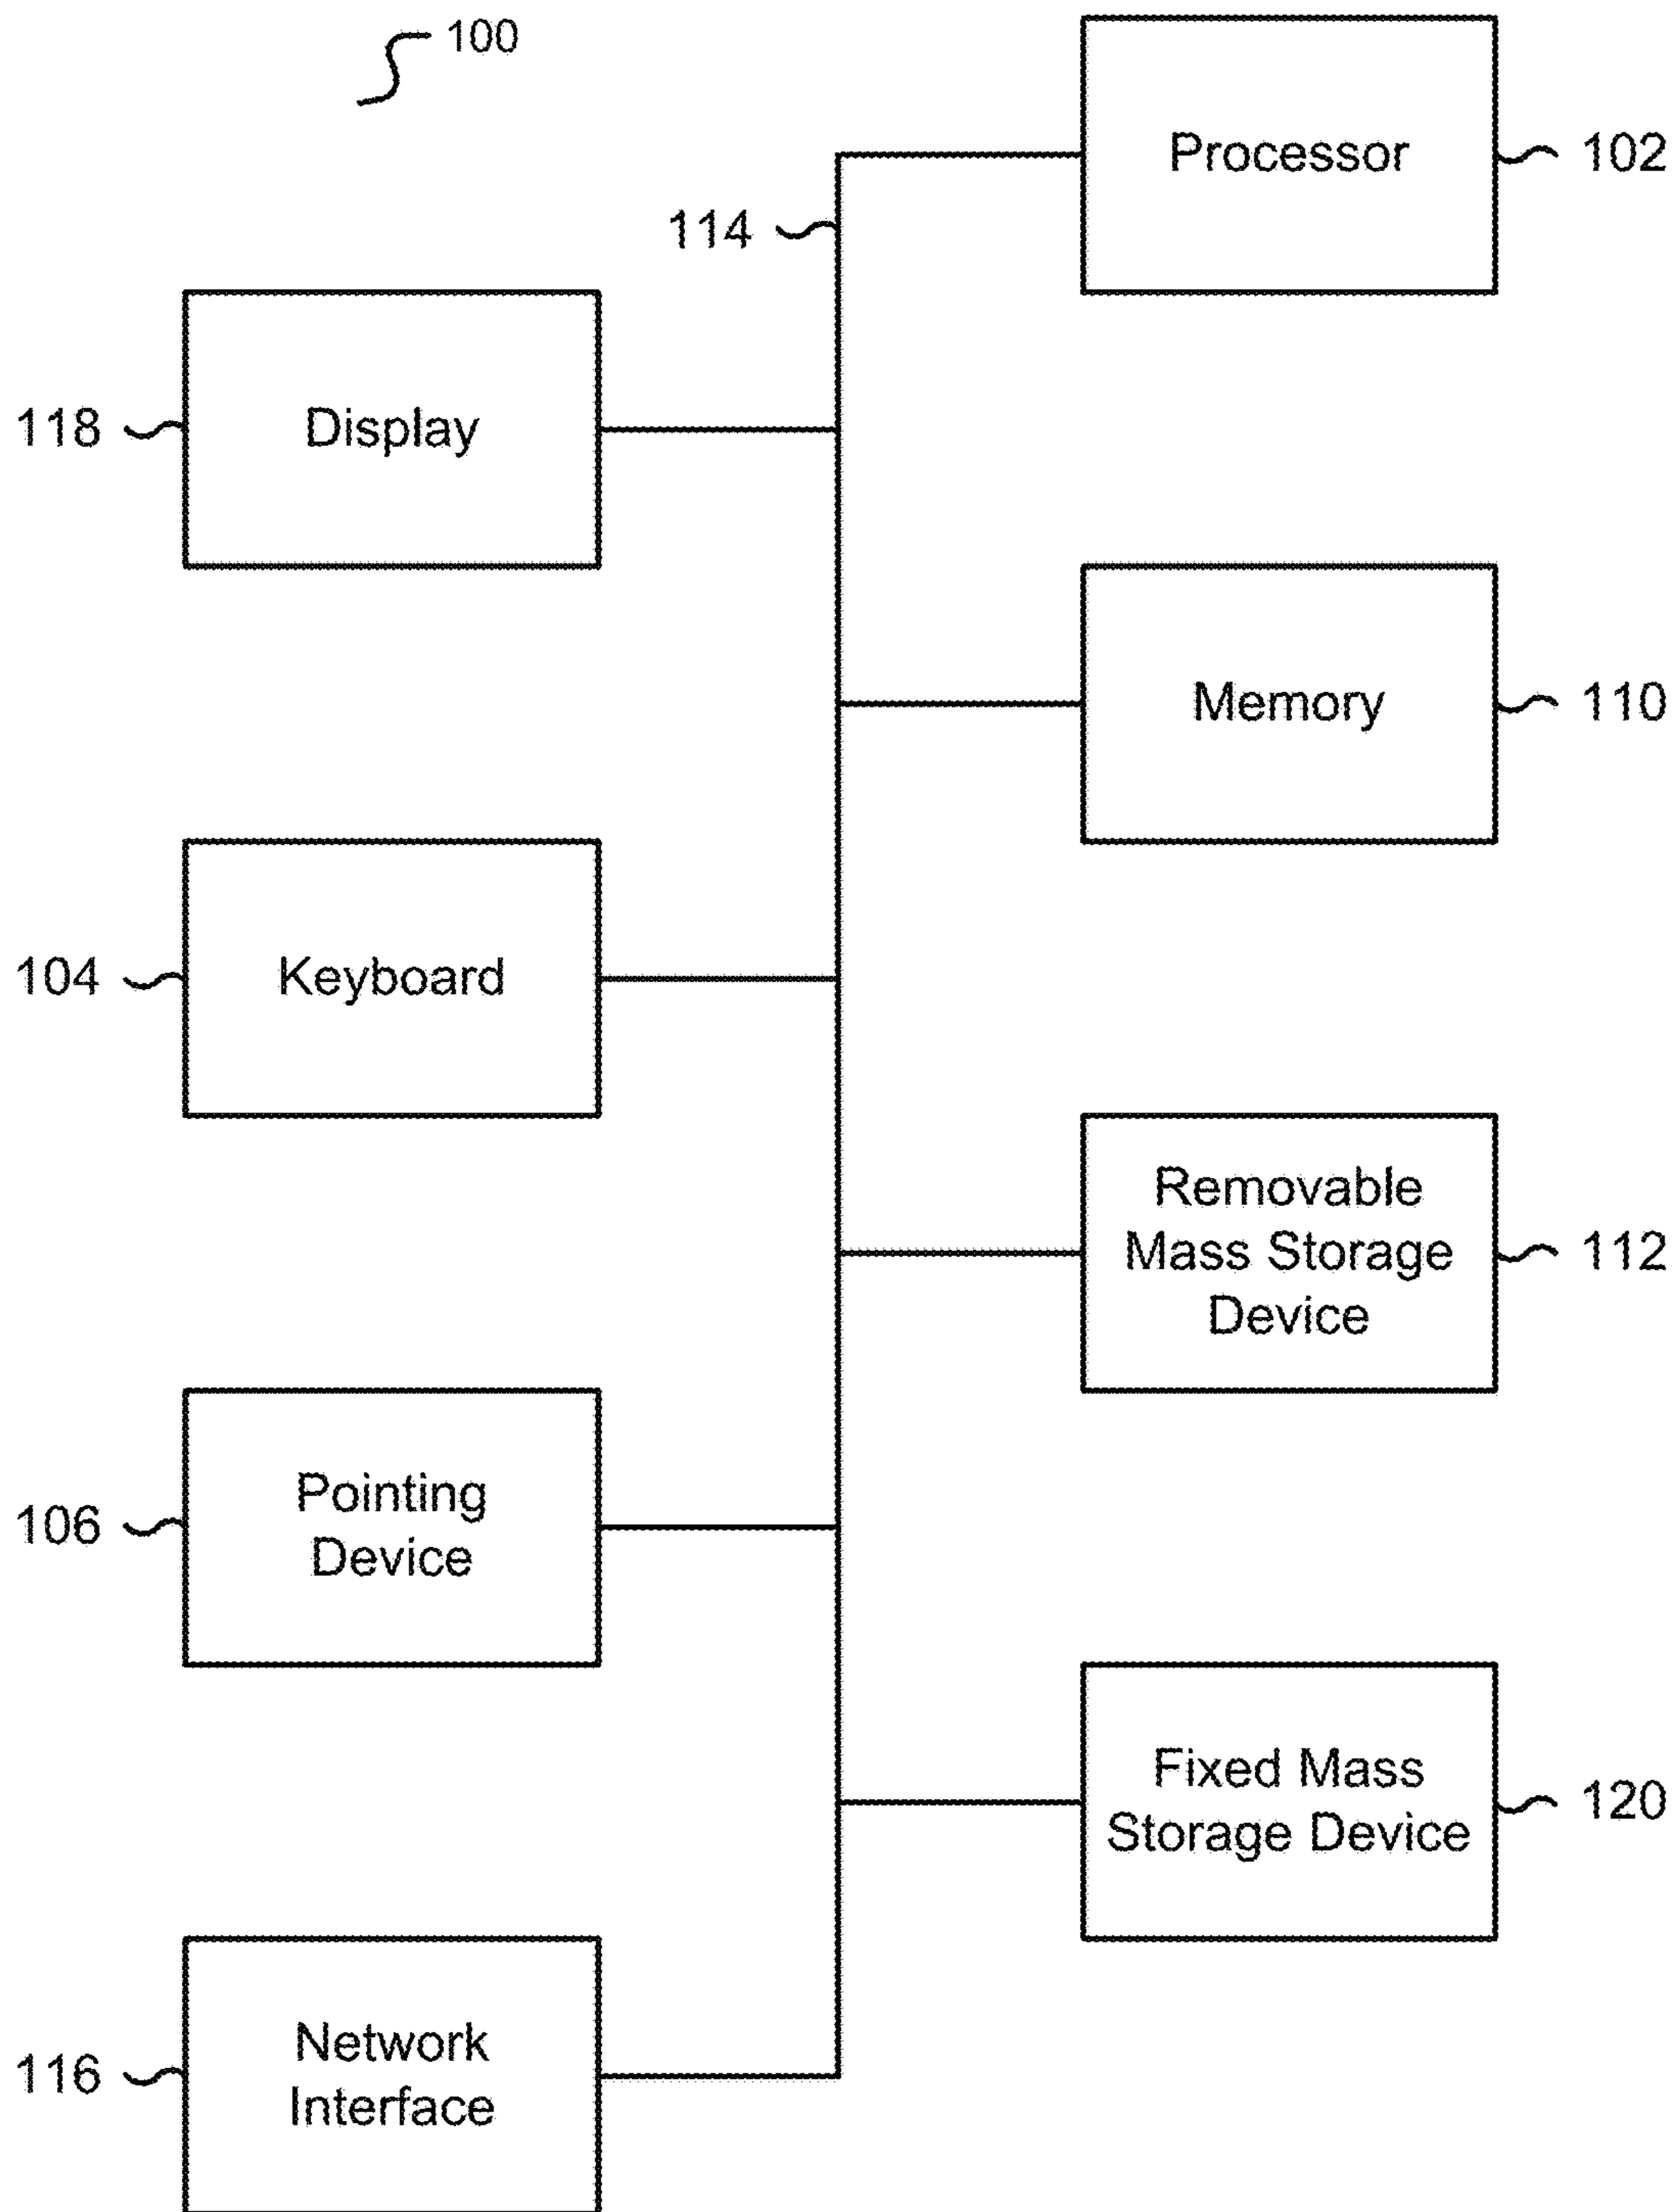 100
Processor
102
114
118
Display
Memory
110
104
Keyboard
Removable
Mass Storage
Device
112
106
Pointing
Device
Fixed Mass
Storage Device
120
116
Network
Interface